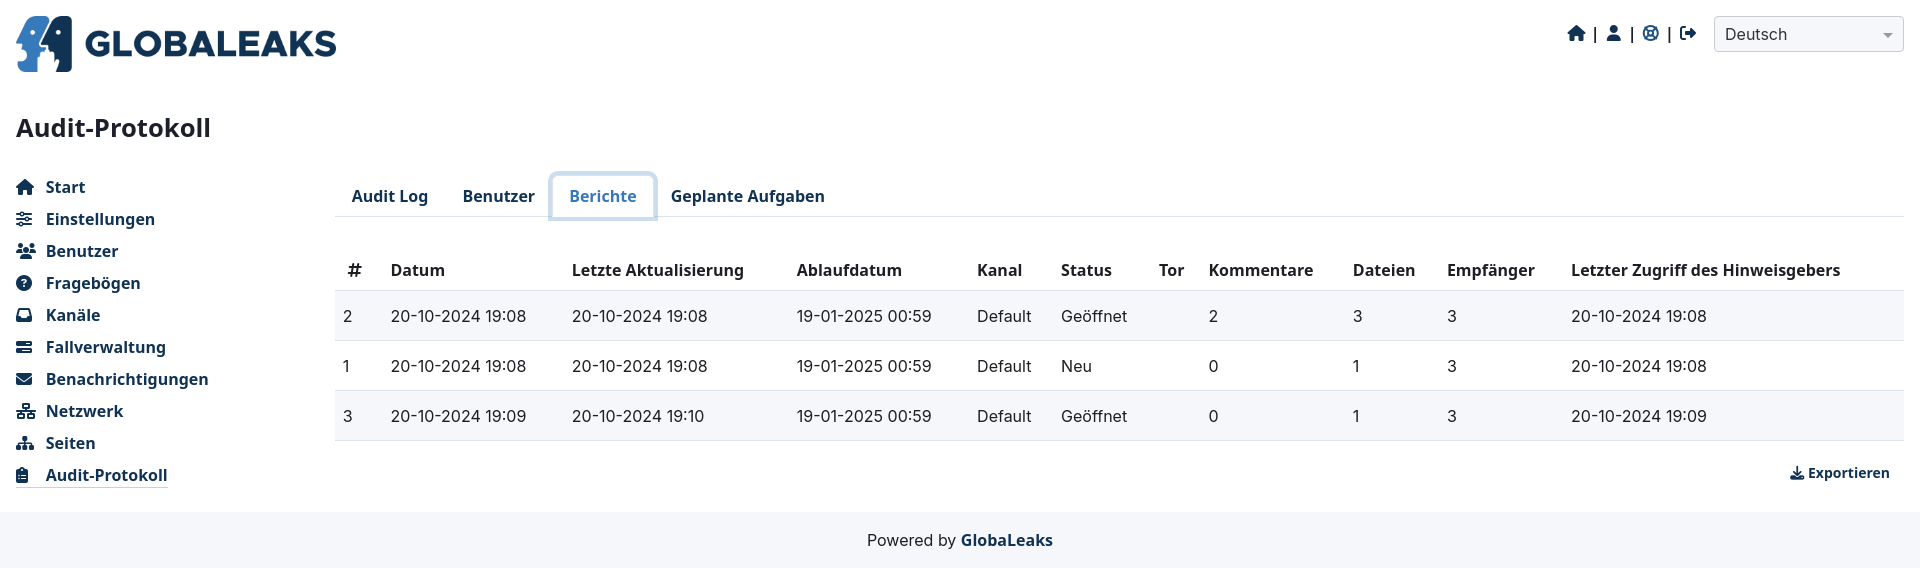 GLOBALEAKS
| | | Deutsch
Audit-Protokoll
Start
Einstellungen
Benutzer
Fragebögen
Kanäle
Fallverwaltung
Benachrichtigungen
Netzwerk
Seiten
Audit-Protokoll
Audit Log Benutzer Berichte Geplante Aufgaben
# Datum Letzte Aktualisierung Ablaufdatum Kanal Status Tor Kommentare Dateien Empfänger Letzter Zugriff des Hinweisgebers
2 20-10-2024 19:08 20-10-2024 19:08 19-01-2025 00:59 Default Geöffnet 2 3 3 20-10-2024 19:08
1 20-10-2024 19:08 20-10-2024 19:08 19-01-2025 00:59 Default Neu 0 1 3 20-10-2024 19:08
3 20-10-2024 19:09 20-10-2024 19:10 19-01-2025 00:59 Default Geöffnet 0 1 3 20-10-2024 19:09
Exportieren
Powered by GlobaLeaks